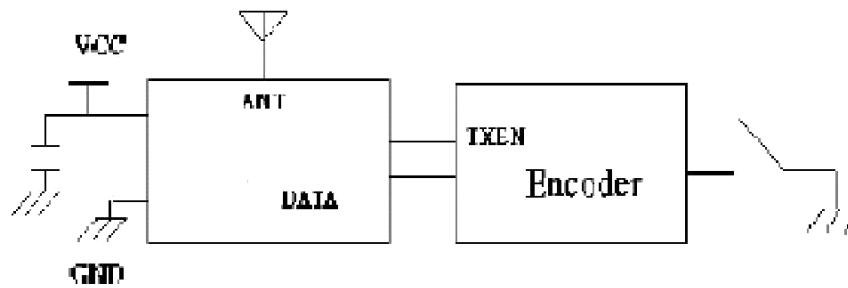 VCC
ANT
TXEN
Encoder
DATA
GND